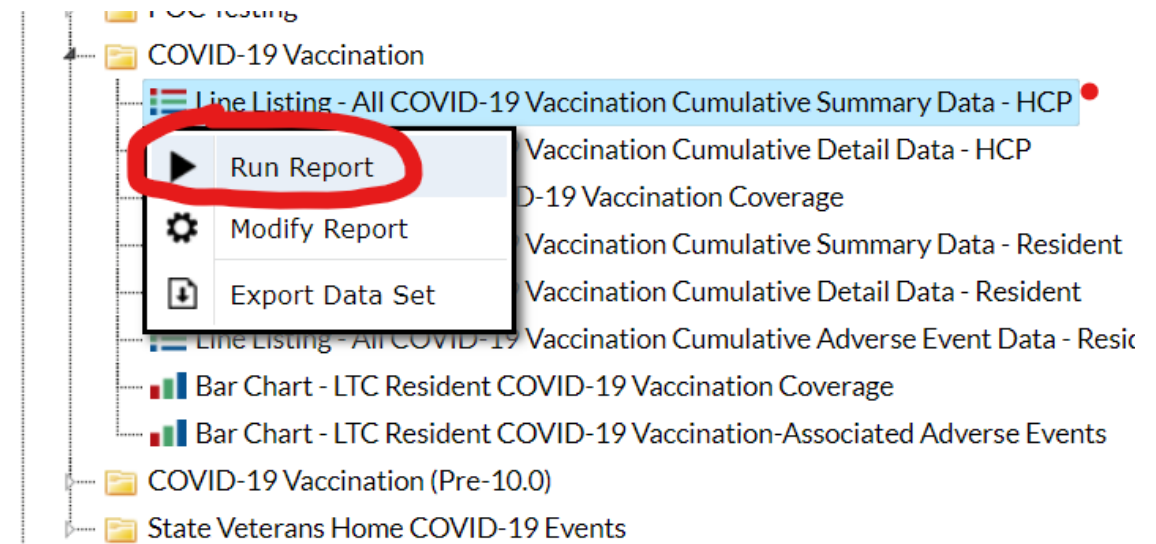 Testing
COVID-19 Vaccination
Line Listing - All COVID-19 Vaccination Cumulative Summary Data - HCP
Run Report
Vaccination Cumulative Detail Data - HCP
D-19 Vaccination Coverage
Modify Report
Vaccination Cumulative Summary Data - Resident
Export Data Set
Vaccination Cumulative Detail Data - Resident
Line Listing - All COVID-19 Vaccination Cumulative Adverse Event Data - Resid
Bar Chart - LTC Resident COVID-19 Vaccination Coverage
Bar Chart - LTC Resident COVID-19 Vaccination-Associated Adverse Events
COVID-19 Vaccination (Pre-10.0)
State Veterans Home COVID-19 Events